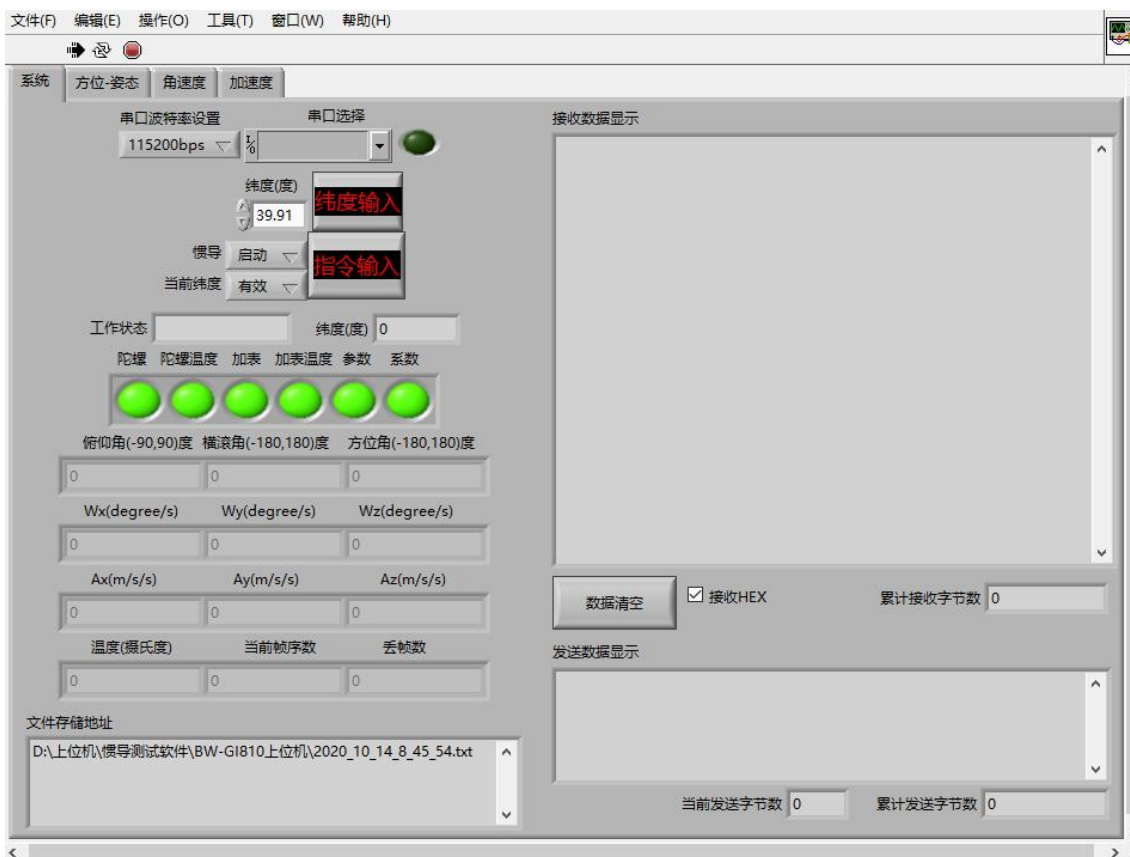 文件(F) 编辑(E) 操作(O) 工具(T) 窗口(W) 帮助(H)
系统 方位-姿态 角速度 加速度
串口波特率设置 串口选择
115200bps I/O
纬度(度)
39.91
纬度输入
惯导 启动
指令输入
当前纬度 有效
工作状态 纬度(度) 0
陀螺 陀螺温度 加表 加表温度 参数 系数
俯仰角(-90,90)度 横滚角(-180,180)度 方位角(-180,180)度
0 0 0
Wx(degree/s) Wy(degree/s) Wz(degree/s)
0 0 0
Ax(m/s/s) Ay(m/s/s) Az(m/s/s)
0 0 0
温度(摄氏度) 当前帧序数 丢帧数
0 0 0
文件存储地址
D:\上位机\惯导测试软件\BW-GI810上位机\2020_10_14_8_45_54.txt
接收数据显示
数据清空 接收HEX 累计接收字节数 0
发送数据显示
当前发送字节数 0 累计发送字节数 0